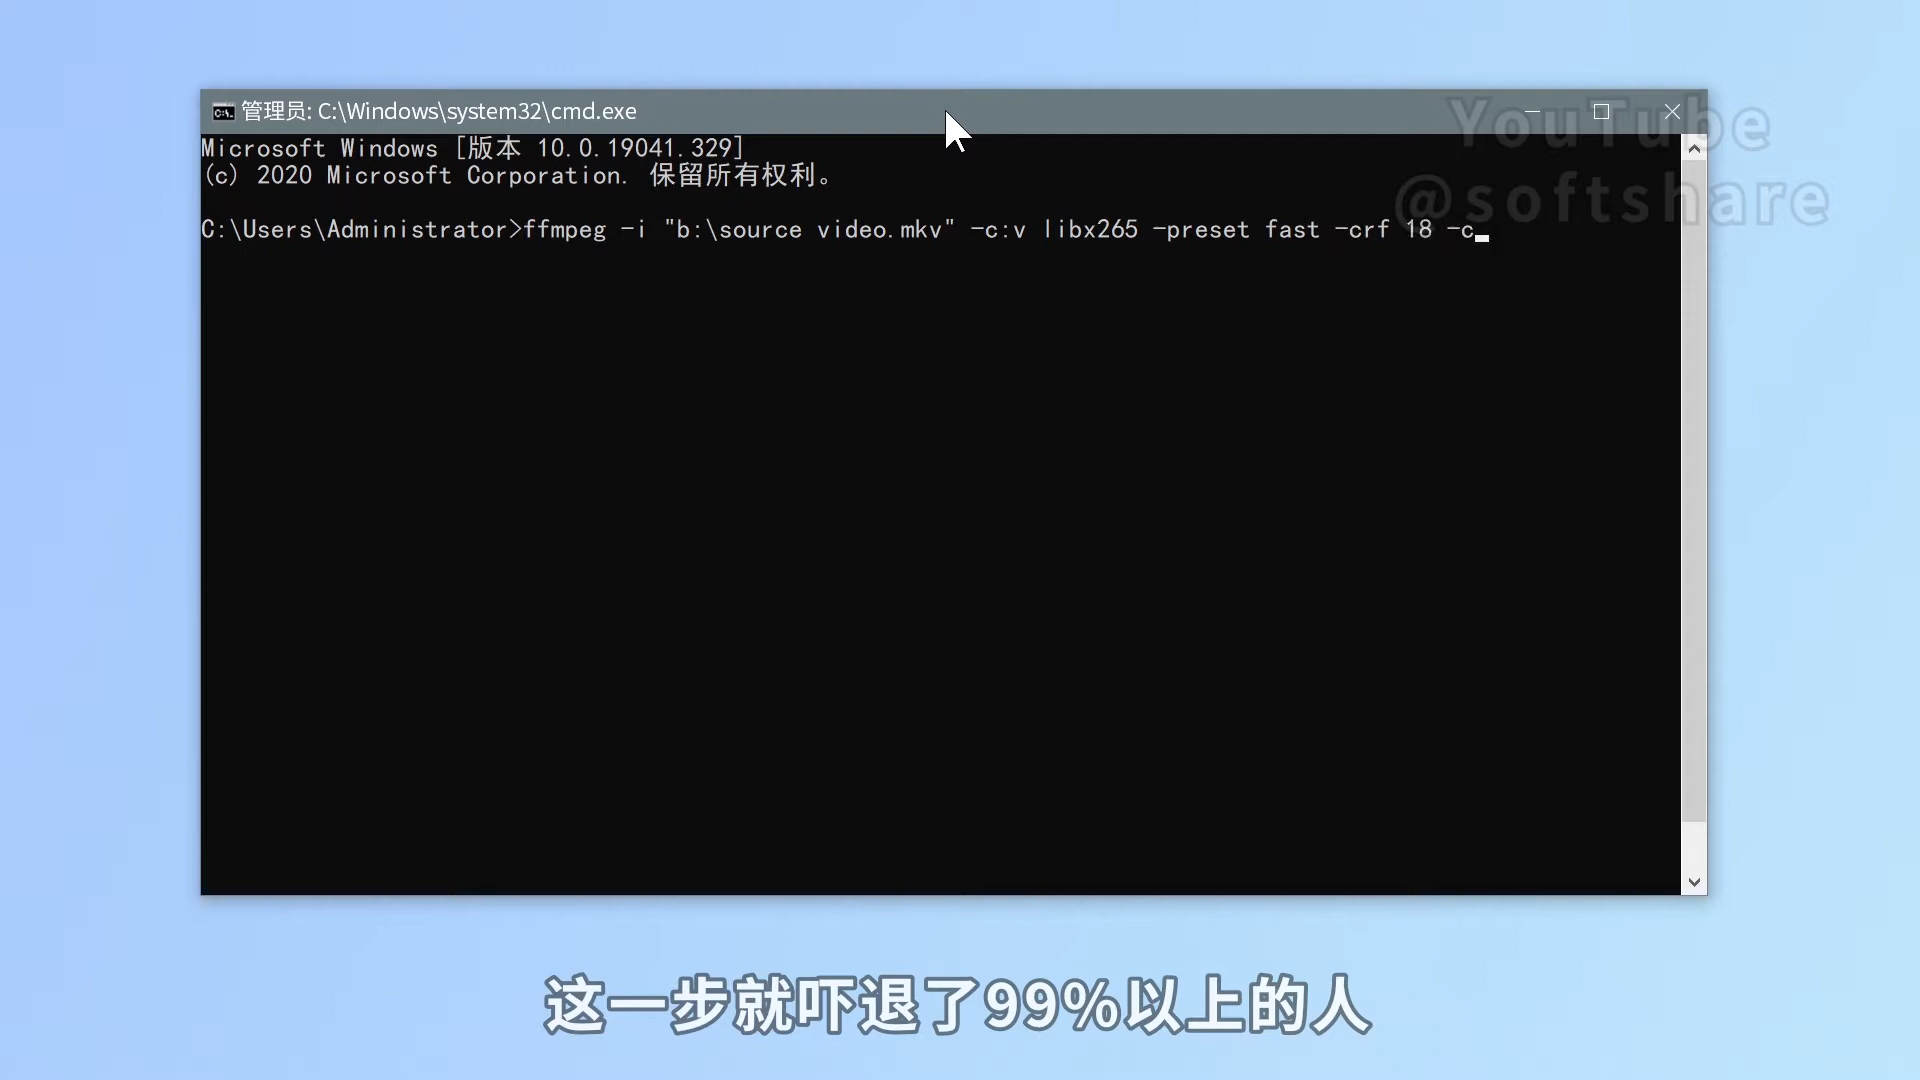 管理员: C:\Windows\system32\cmd.exe
YouTube
@softshare
Microsoft Windows [版本 10.0.19041.329]
(c) 2020 Microsoft Corporation. 保留所有权利。
C:\Users\Administrator>ffmpeg -i "b:\source video.mkv" -c:v libx265 -preset fast -crf 18 -c
这一步就吓退了99%以上的人